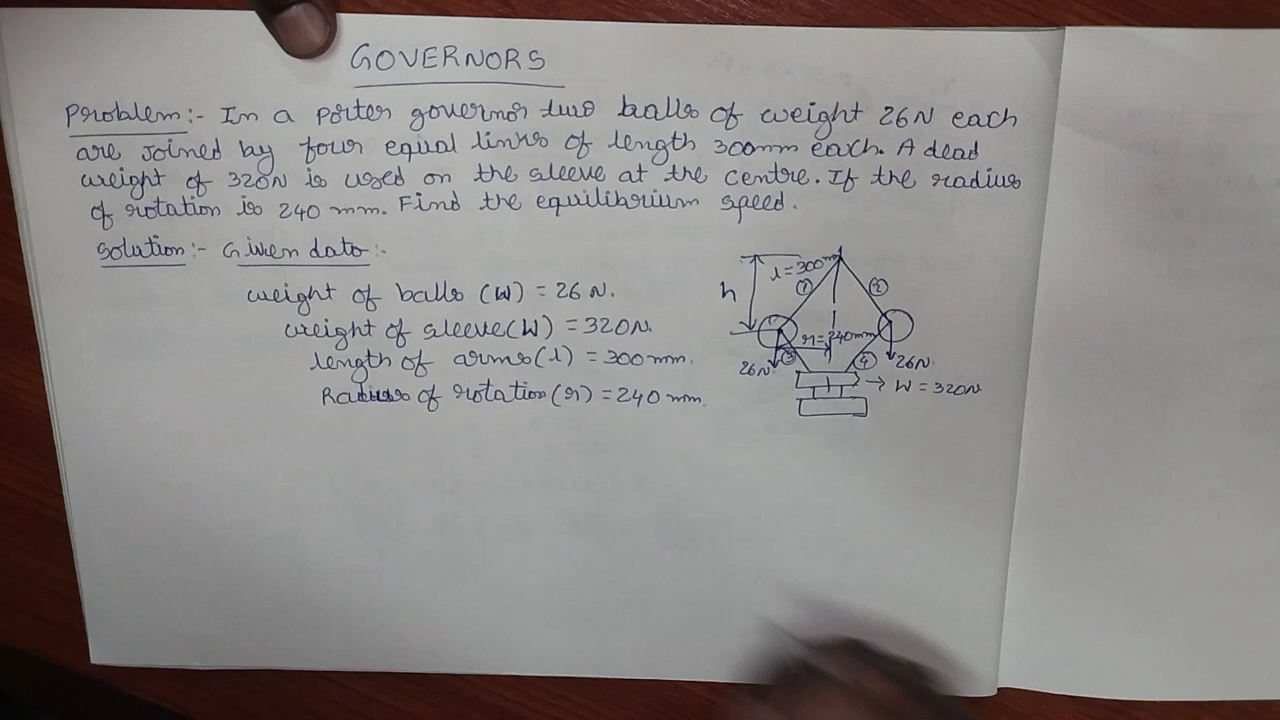 GOVERNORS
Problem:- In a porter governor two balls of weight 26N each
are joined by four equal links of length 300mm each. A dead
weight of 320N is used on the sleeve at the centre. If the radius
of rotation is 240 mm. Find the equilibrium speed.
Solution:- Given data:-
weight of balls (w) = 26 N.
weight of sleeve (W) = 320N.
length of arms (l) = 300 mm.
Radius of rotation (r) = 240 mm.
l = 300mm
h
1
2
r = 240mm
26N.
3
4
26N.
W = 320N.